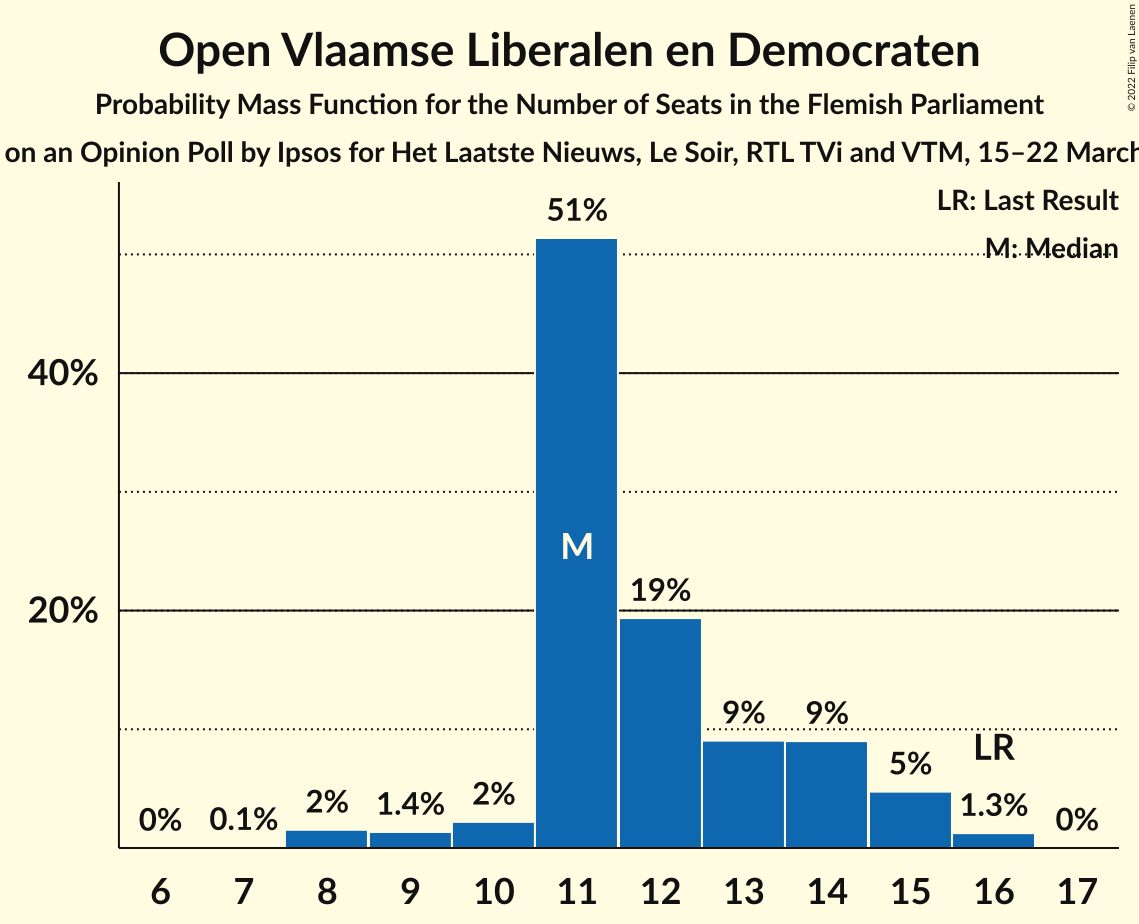 Open Vlaamse Liberalen en Democraten
Probability Mass Function for the Number of Seats in the Flemish Parliament
on an Opinion Poll by Ipsos for Het Laatste Nieuws, Le Soir, RTL TVi and VTM, 15–22 March
© 2022 Filip van Laenen
LR: Last Result
M: Median
51%
40%
M
20%
19%
9%
9%
LR
5%
0%
0.1%
2%
1.4%
2%
1.3%
0%
6 7 8 9 10 11 12 13 14 15 16 17